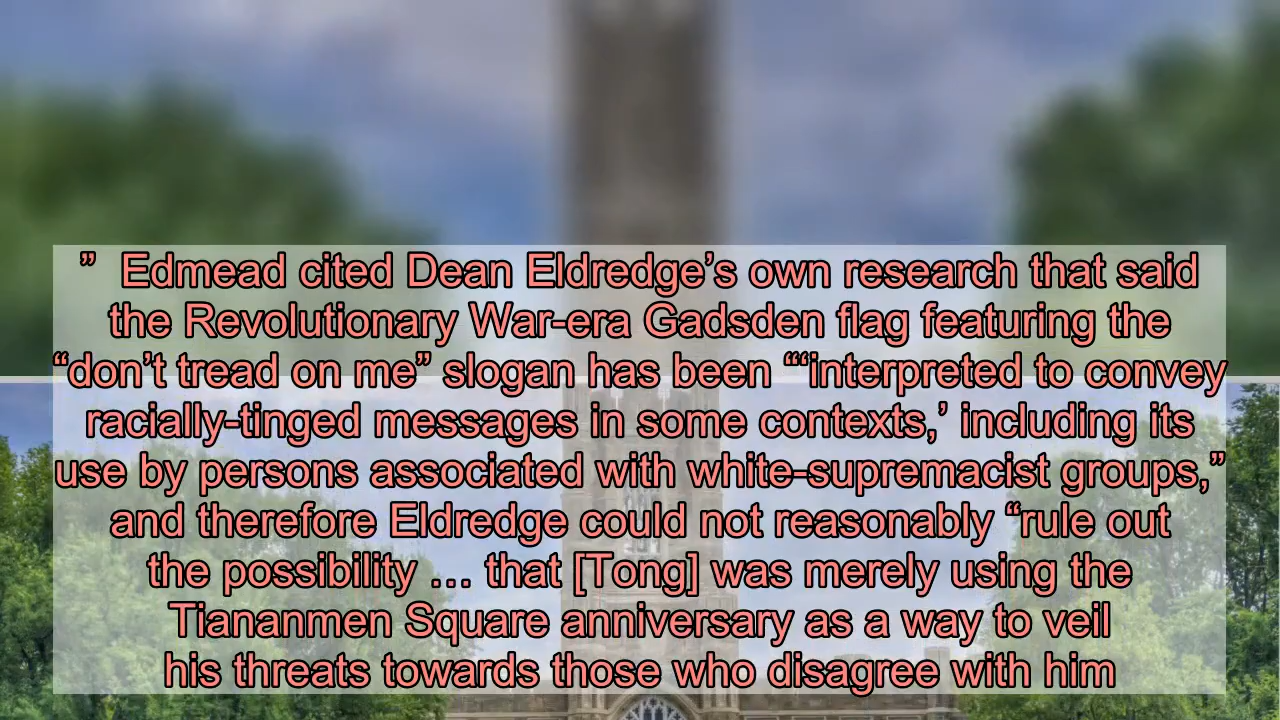 ”  Edmead cited Dean Eldredge’s own research that said
the Revolutionary War-era Gadsden flag featuring the
“don’t tread on me” slogan has been “‘interpreted to convey
racially-tinged messages in some contexts,’ including its
use by persons associated with white-supremacist groups,”
and therefore Eldredge could not reasonably “rule out
the possibility … that [Tong] was merely using the
Tiananmen Square anniversary as a way to veil
his threats towards those who disagree with him